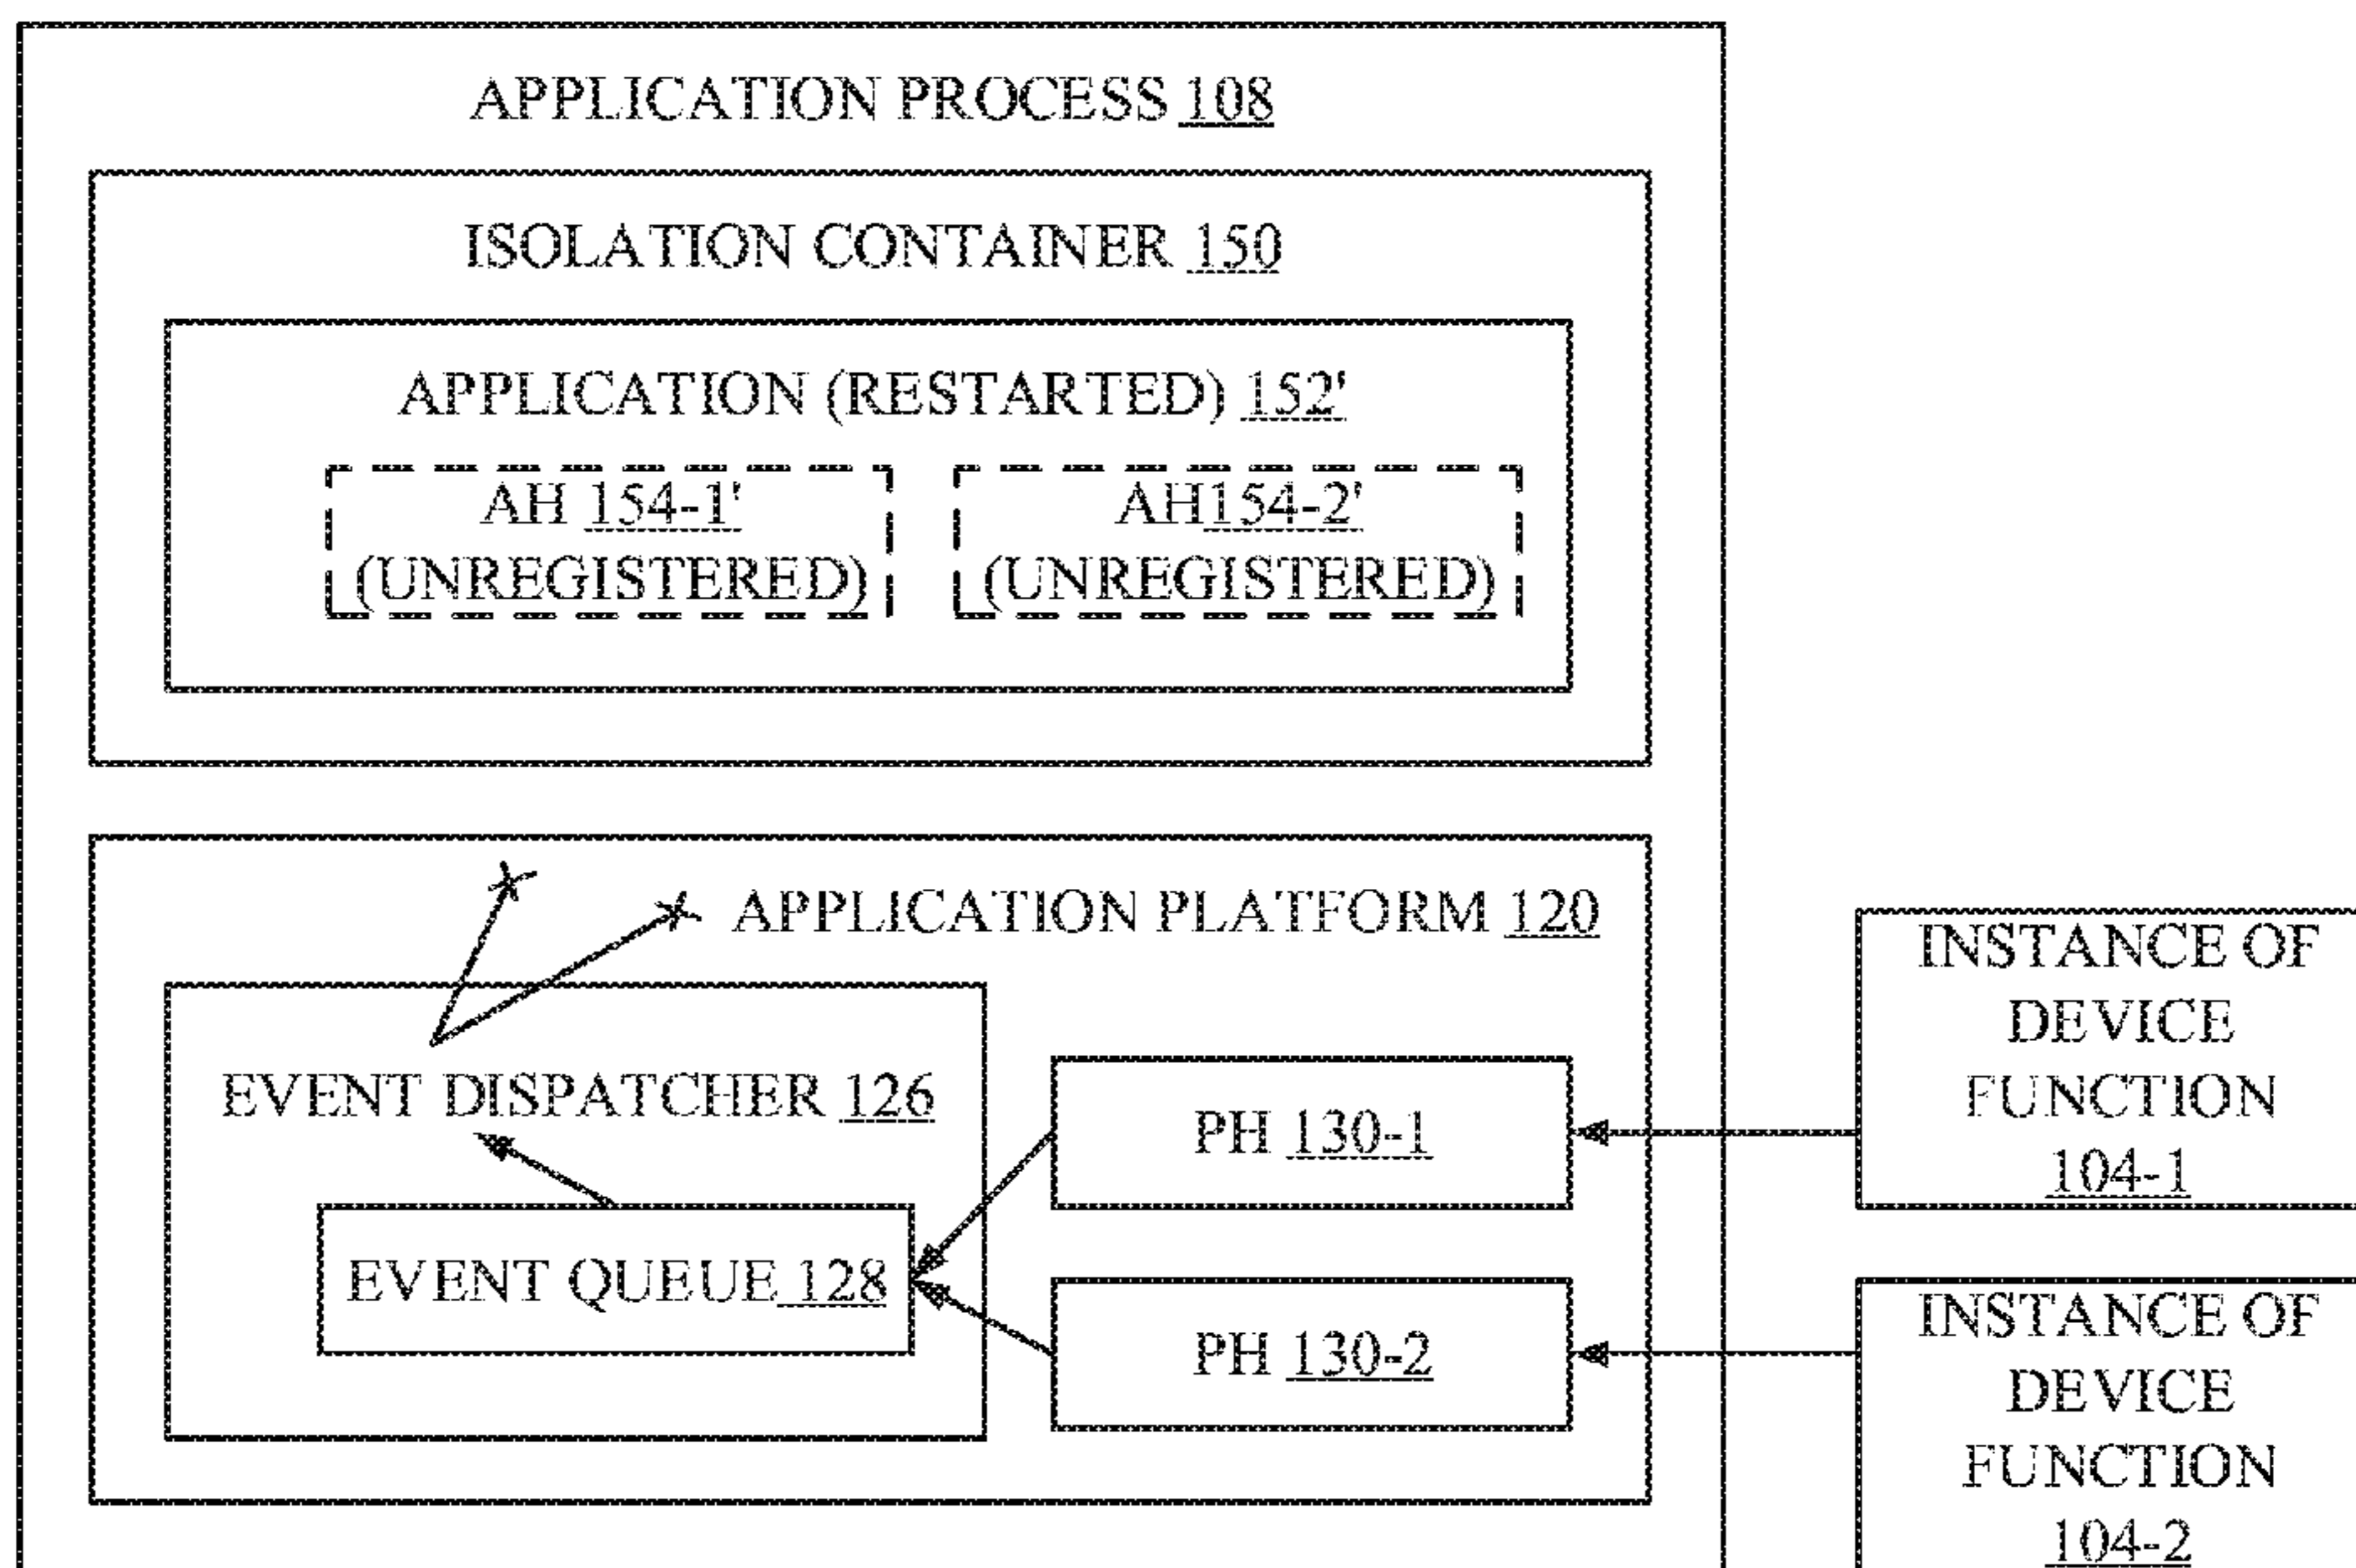 APPLICATION PROCESS 108
ISOLATION CONTAINER 150
APPLICATION (RESTARTED) 152'
AH 154-1'
(UNREGISTERED)
AH154-2'
(UNREGISTERED)
APPLICATION PLATFORM 120
EVENT DISPATCHER 126
EVENT QUEUE 128
PH 130-1
PH 130-2
INSTANCE OF
DEVICE
FUNCTION
104-1
INSTANCE OF
DEVICE
FUNCTION
104-2